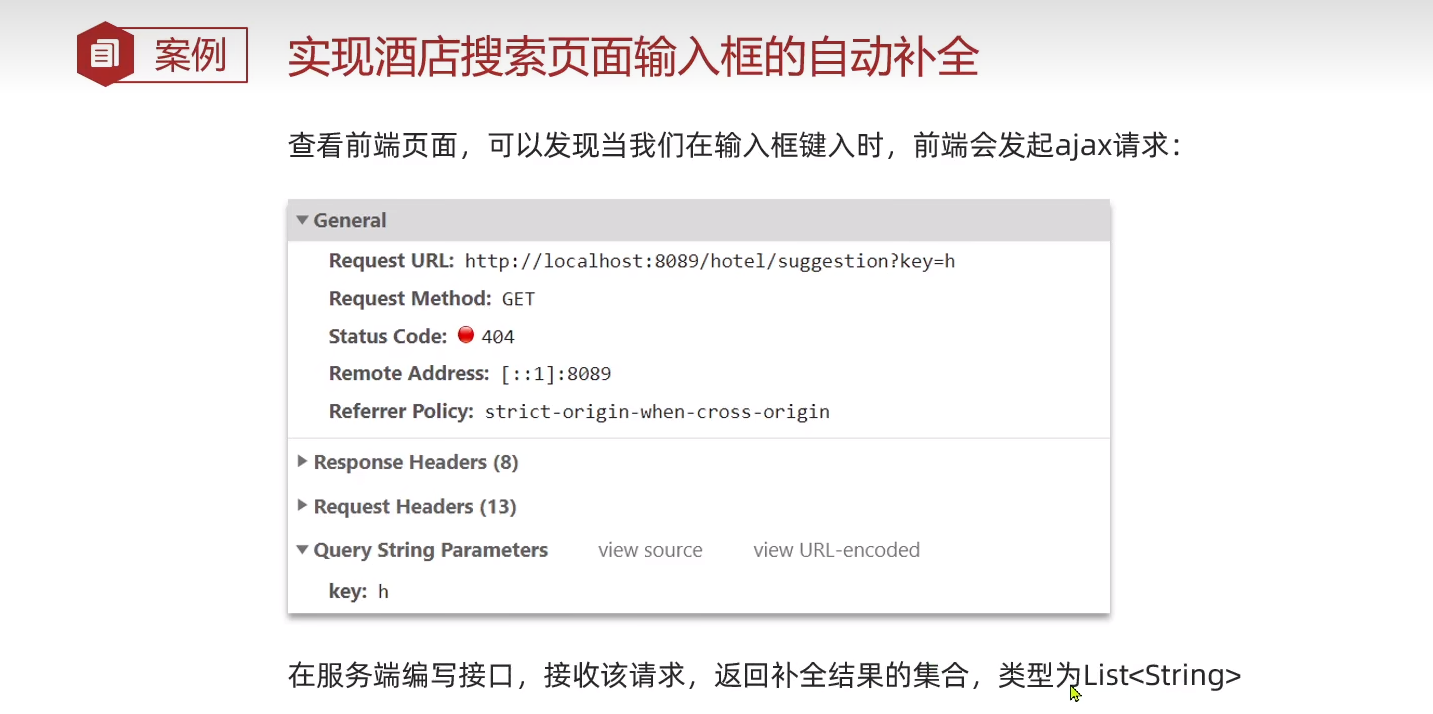 案例
实现酒店搜索页面输入框的自动补全
查看前端页面，可以发现当我们在输入框键入时，前端会发起ajax请求：
General
Request URL: http://localhost:8089/hotel/suggestion?key=h
Request Method: GET
Status Code: 404
Remote Address: [::1]:8089
Referrer Policy: strict-origin-when-cross-origin
Response Headers (8)
Request Headers (13)
Query String Parameters view source view URL-encoded
key: h
在服务端编写接口，接收该请求，返回补全结果的集合，类型为List<String>